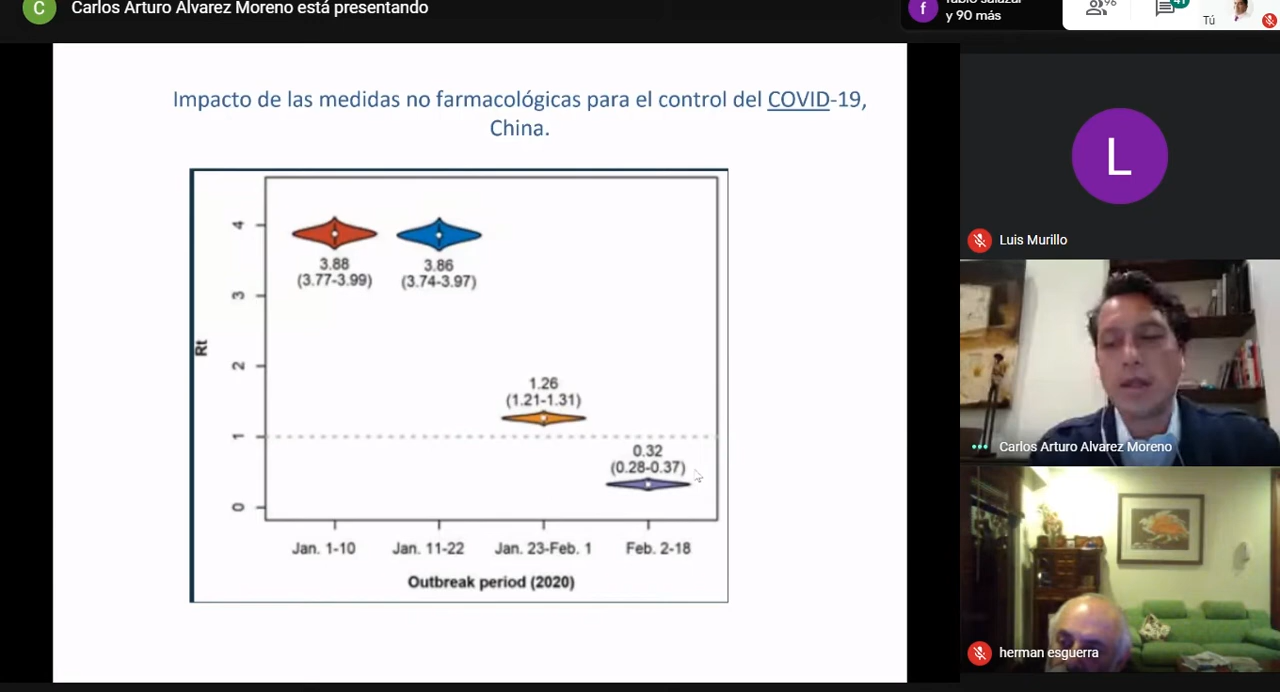 C
Carlos Arturo Alvarez Moreno está presentando
f
y 90 más
96
41
Tú
Impacto de las medidas no farmacológicas para el control del COVID-19,
China.
Rt
4
3
2
1
0
3.88
(3.77-3.99)
3.86
(3.74-3.97)
1.26
(1.21-1.31)
0.32
(0.28-0.37)
Jan. 1-10
Jan. 11-22
Jan. 23-Feb. 1
Feb. 2-18
Outbreak period (2020)
L
Luis Murillo
Carlos Arturo Alvarez Moreno
herman esguerra